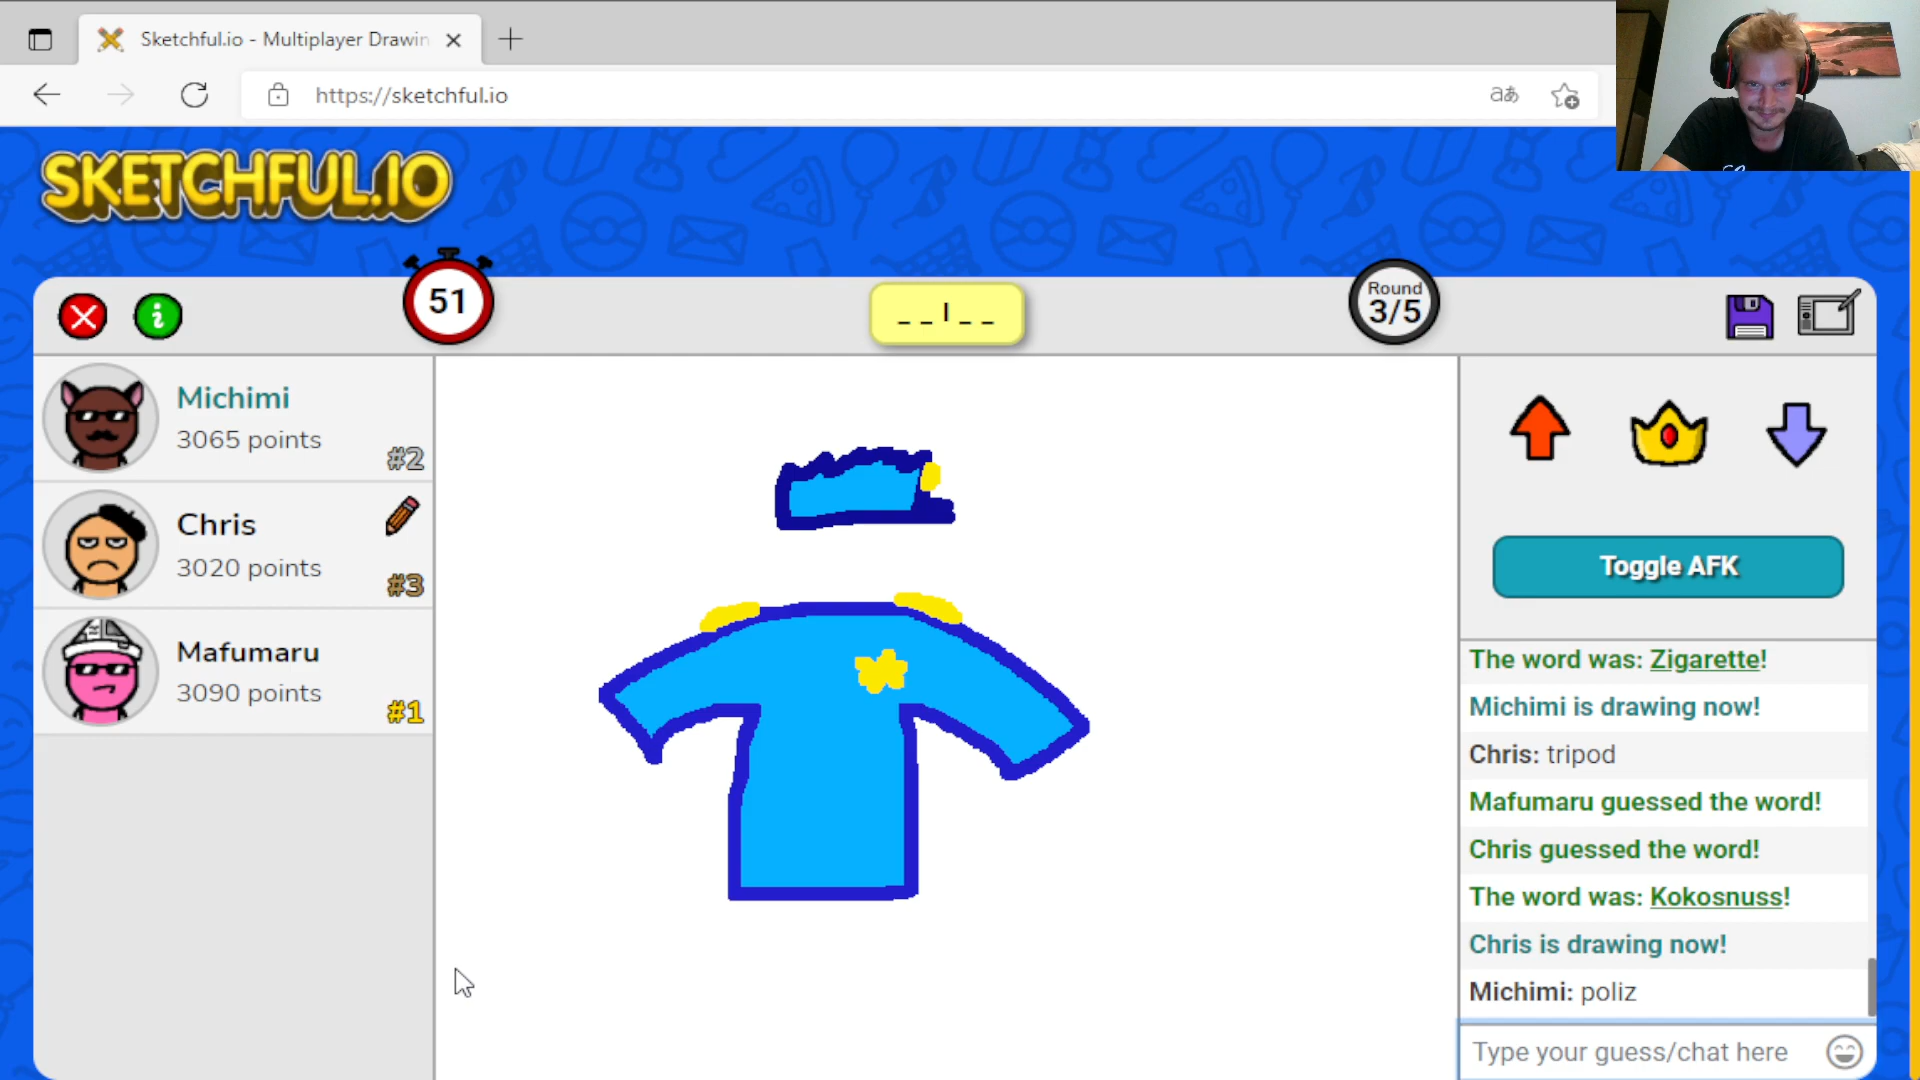 Sketchful.io - Multiplayer Drawin
https://sketchful.io
aあ
SKETCHFUL.IO
51
_ _ l _ _
Round
3/5
Michimi
3065 points
#2
Chris
3020 points
#3
Mafumaru
3090 points
#1
Toggle AFK
The word was: Zigarette!
Michimi is drawing now!
Chris: tripod
Mafumaru guessed the word!
Chris guessed the word!
The word was: Kokosnuss!
Chris is drawing now!
Michimi: poliz
Type your guess/chat here